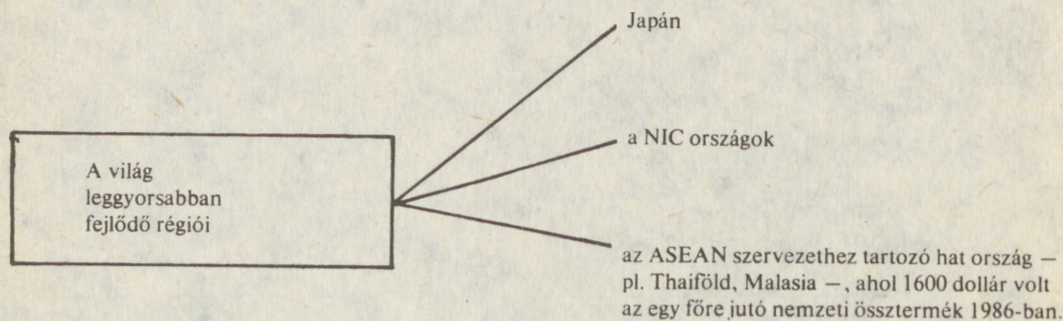 Japán
a NIC országok
A világ
leggyorsabban
fejlődő régiói
az ASEAN szervezethez tartozó hat ország —
pl. Thaiföld, Malasia —, ahol 1600 dollár volt
az egy főre jutó nemzeti össztermék 1986-ban